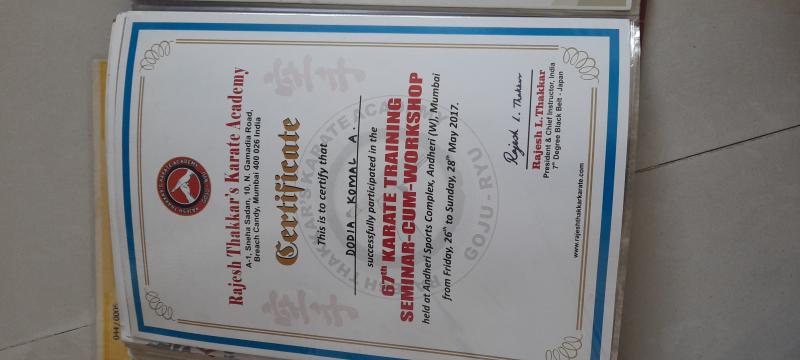 Rajesh Thakkar's Karate Academy
A-1, Sneha Sadan, 10, N. Gamadia Road,
Breach Candy, Mumbai 400 026 India
Certificate
This is to certify that
DODIA KOMAL A.
successfully participated in the
67th KARATE TRAINING
SEMINAR-CUM-WORKSHOP
held at Andheri Sports Complex, Andheri (W), Mumbai
from Friday, 26th to Sunday, 28th May 2017.
GOJU-RYU
Rajesh L. Thakkar
Rajesh L. Thakkar
President & Chief Instructor, India
7th Degree Black Belt - Japan
www.rajeshthakkarkarate.com